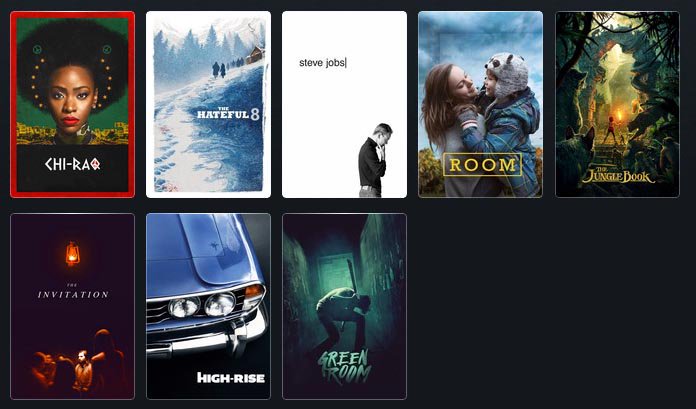 CHI-RAQ
THE
HATEFUL 8
steve jobs
ROOM
THE
JUNGLE BOOK
THE
INVITATION
HIGH-RISE
GREEN
ROOM